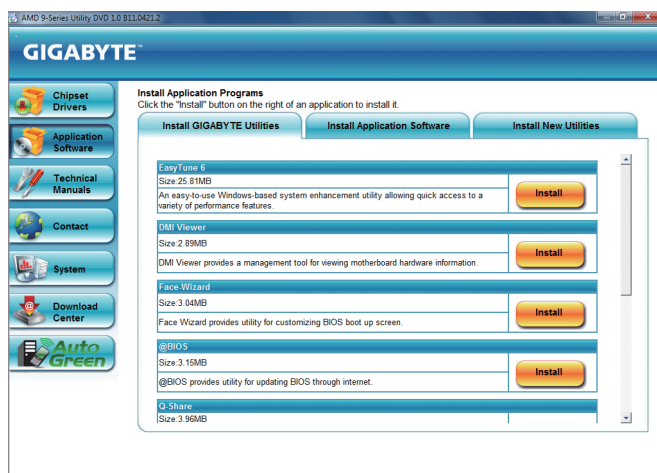 AMD 9-Series Utility DVD 1.0 B11.0421.2
GIGABYTE™
Chipset
Drivers
Application
Software
Technical
Manuals
Contact
System
Download
Center
Auto
Green
Install Application Programs
Click the "Install" button on the right of an application to install it.
Install GIGABYTE Utilities
Install Application Software
Install New Utilities
EasyTune 6
Size:25.81MB
An easy-to-use Windows-based system enhancement utility allowing quick access to a
variety of performance features.
Install
DMI Viewer
Size:2.89MB
DMI Viewer provides a management tool for viewing motherboard hardware information.
Install
Face-Wizard
Size:3.04MB
Face Wizard provides utility for customizing BIOS boot up screen.
Install
@BIOS
Size:3.15MB
@BIOS provides utility for updating BIOS through internet.
Install
Q-Share
Size:3.96MB